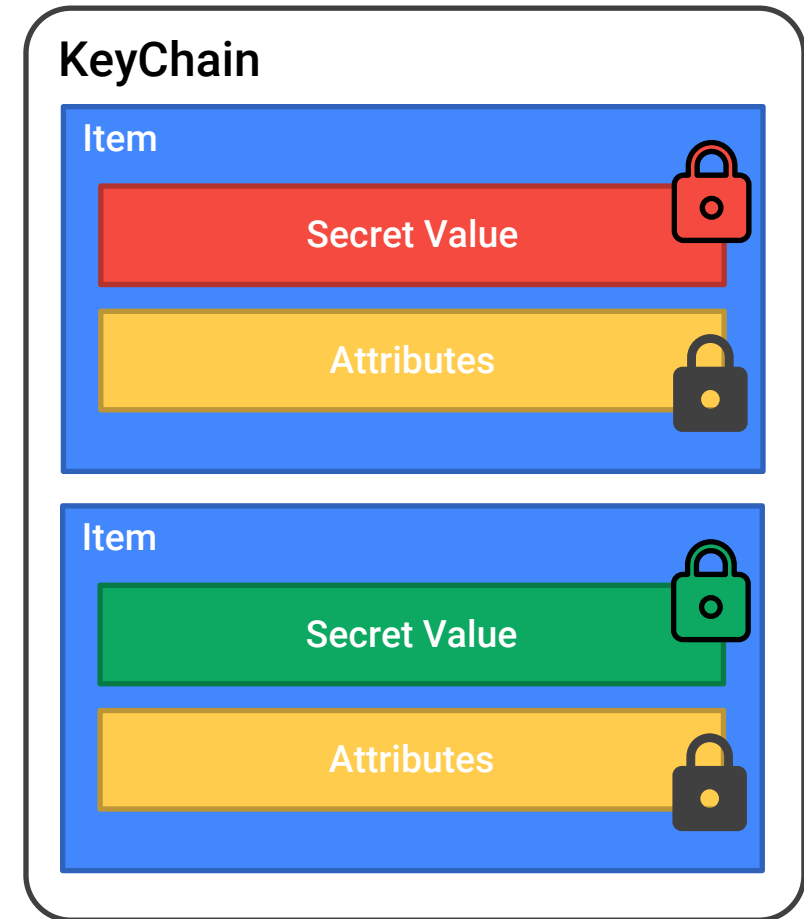 KeyChain
Item
Secret Value
Attributes
Item
Secret Value
Attributes